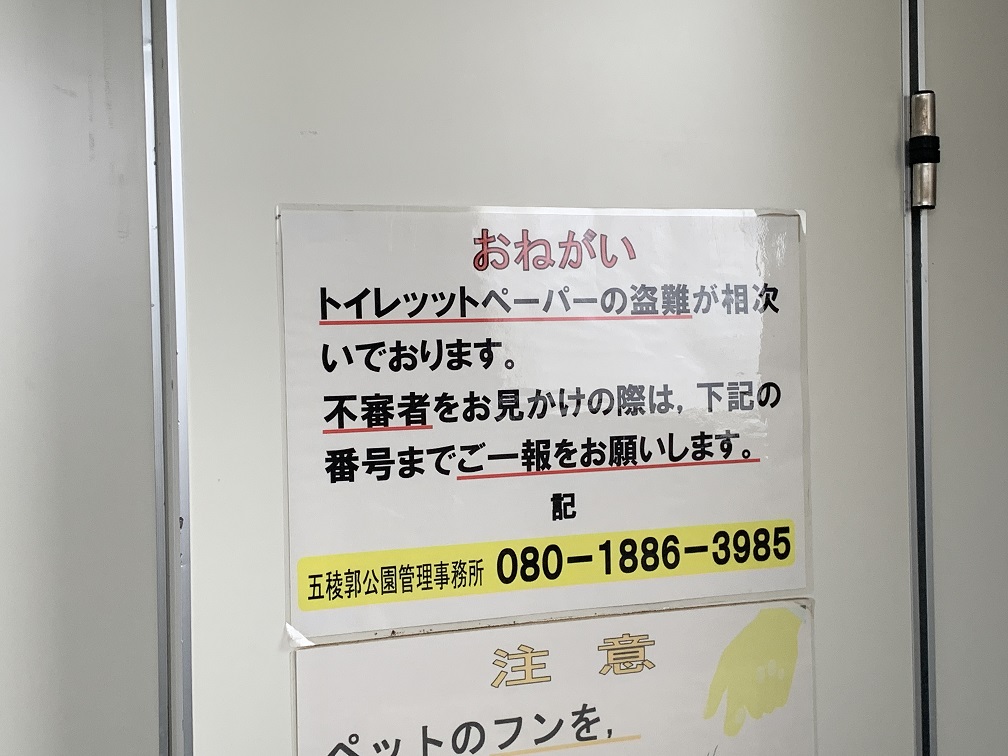 おねがい
トイレッットペーパーの盗難が相次
いでおります。
不審者をお見かけの際は，下記の
番号までご一報をお願いします。
記
五稜郭公園管理事務所 080－1886－3985
注 意
ペットのフンを，